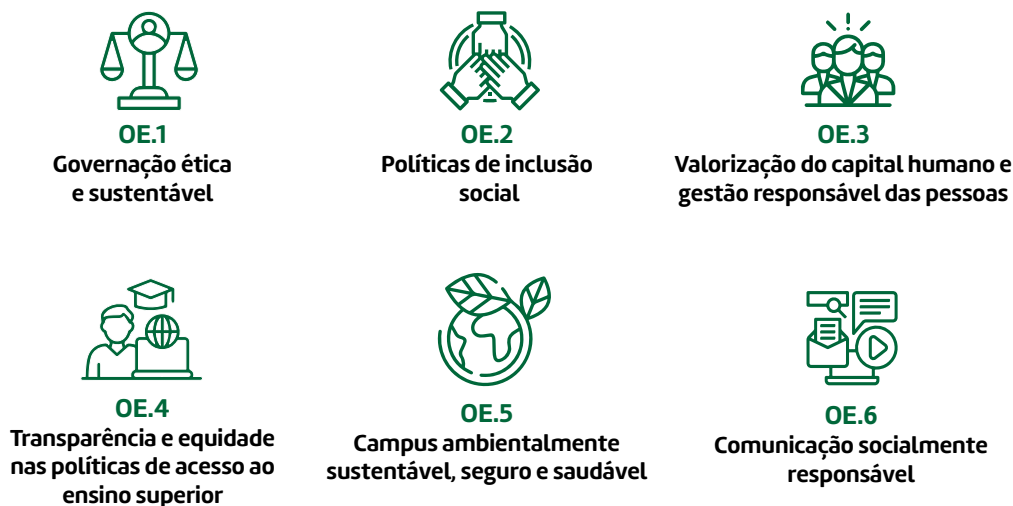 OE.1
Governação ética
e sustentável
OE.2
Políticas de inclusão
social
OE.3
Valorização do capital humano e
gestão responsável das pessoas
OE.4
Transparência e equidade
nas políticas de acesso ao
ensino superior
OE.5
Campus ambientalmente
sustentável, seguro e saudável
OE.6
Comunicação socialmente
responsável